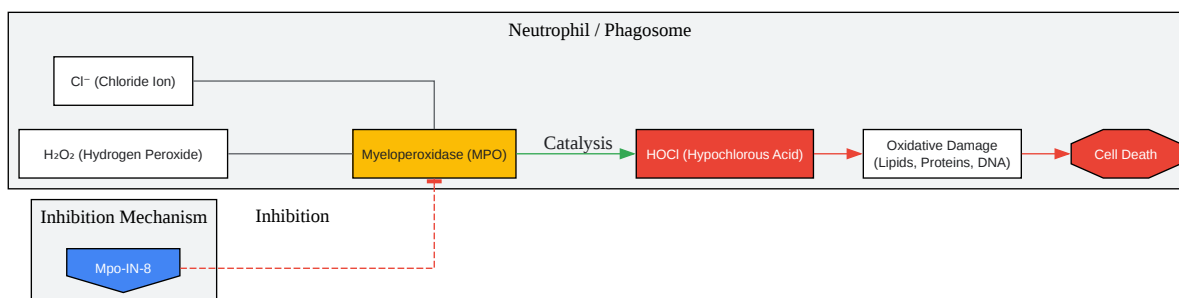 Neutrophil / Phagosome
Cl⁻ (Chloride Ion)
H₂O₂ (Hydrogen Peroxide)
Myeloperoxidase (MPO)
Catalysis
HOCl (Hypochlorous Acid)
Oxidative Damage
(Lipids, Proteins, DNA)
Cell Death
Inhibition Mechanism
Inhibition
Mpo-IN-8